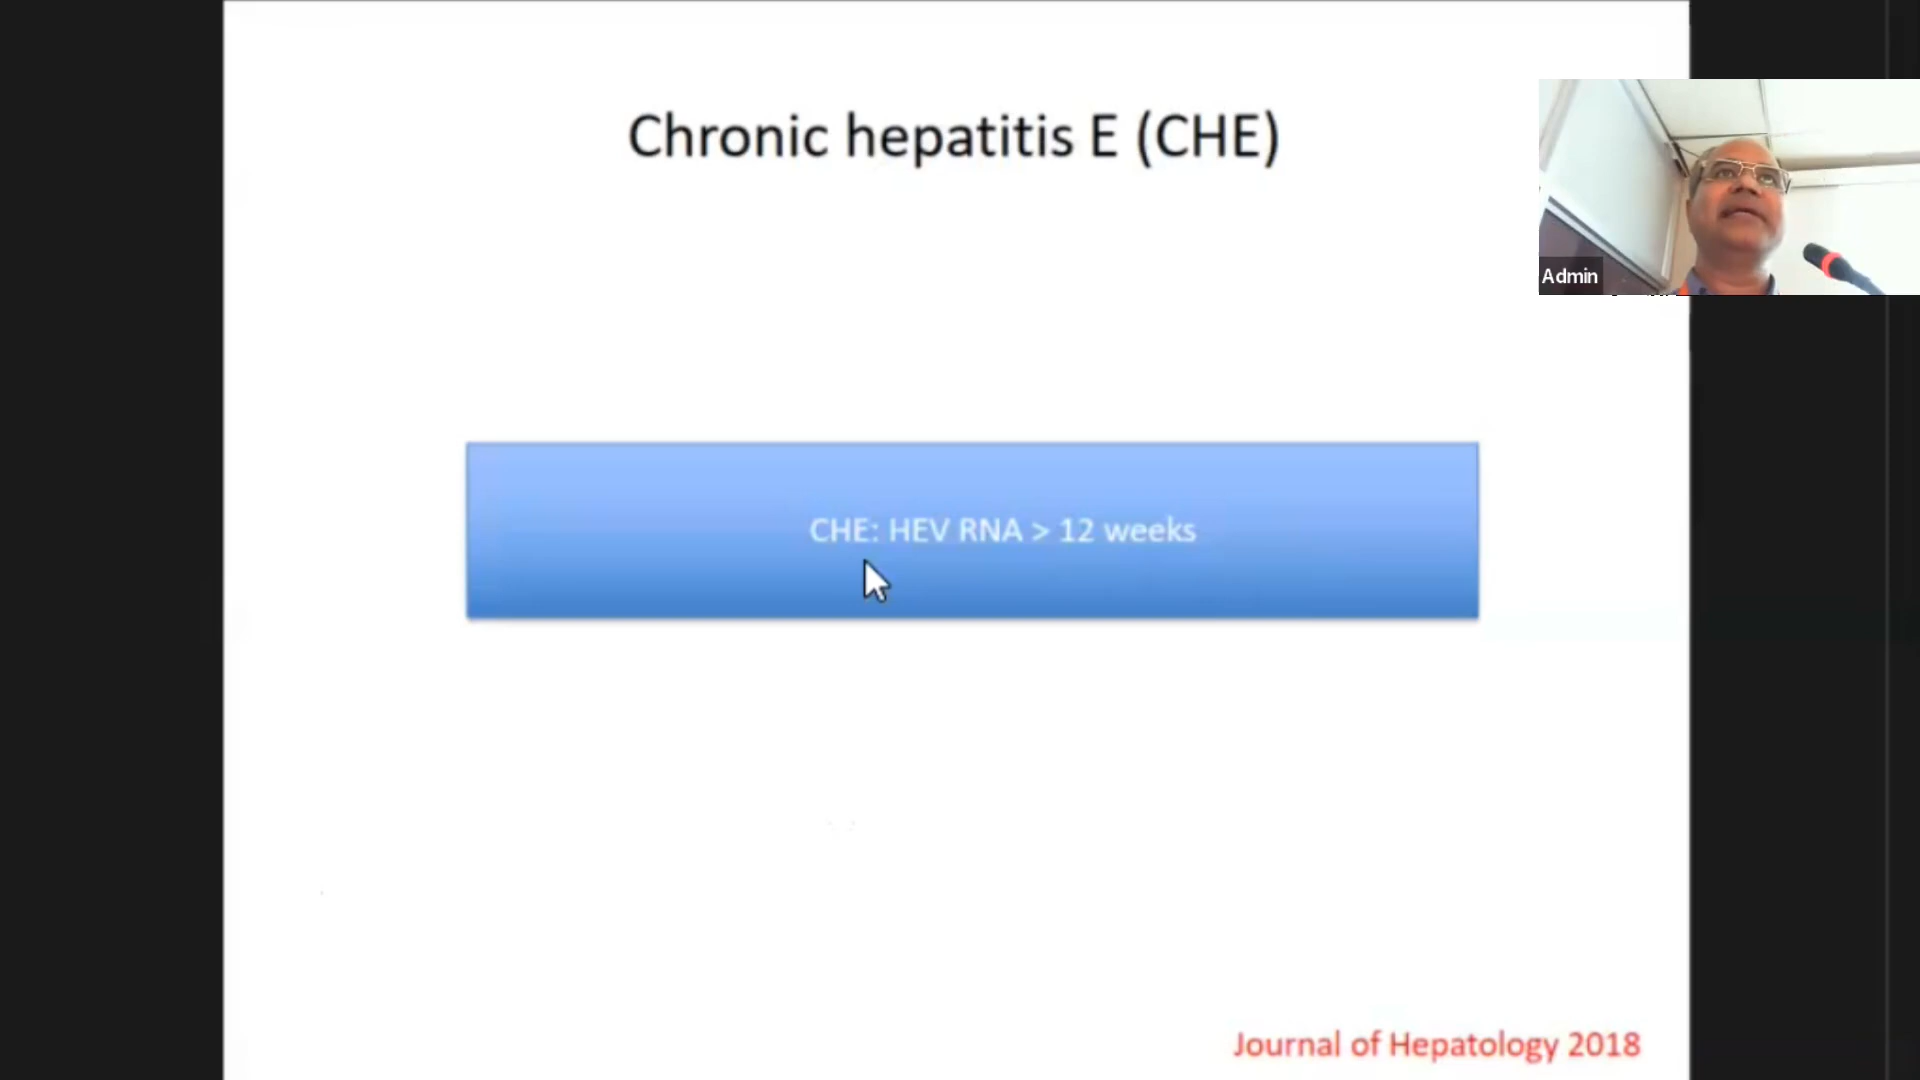 Chronic hepatitis E (CHE)
Admin
CHE: HEV RNA > 12 weeks
Journal of Hepatology 2018